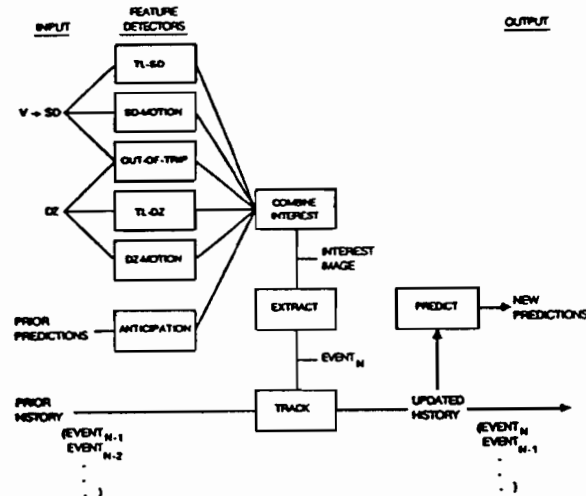 INPUT
FEATURE
DETECTORS
OUTPUT
TL-SD
V → SD
SD-MOTION
OUT-OF-TRIP
DZ
TL-DZ
COMBINE
INTEREST
DZ-MOTION
INTEREST
IMAGE
PRIOR
PREDICTIONS
ANTICIPATION
EXTRACT
PREDICT
NEW
PREDICTIONS
EVENT N
PRIOR
HISTORY
TRACK
UPDATED
HISTORY
(EVENT N-1
EVENT N-2
.
.
. )
(EVENT N
EVENT N-1
.
.
. )